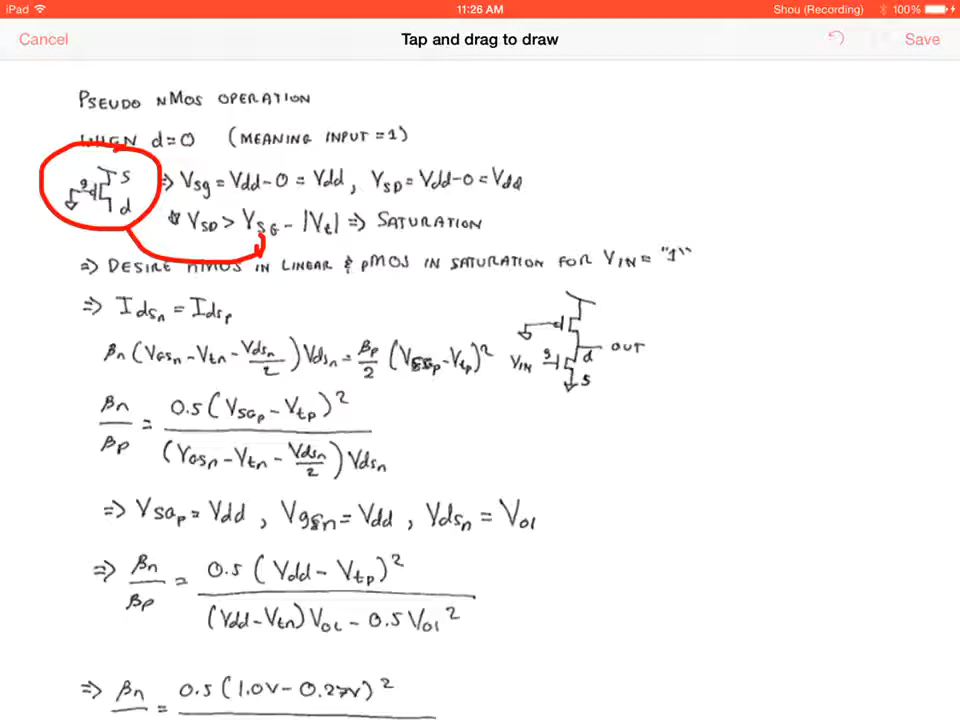 iPad 11:26 AM Shou (Recording) 100%
Cancel Tap and drag to draw Save
PSEUDO NMOS OPERATION
WHEN d=0 (MEANING INPUT=1)
g s d
⇒ Vsg = Vdd-0 = Vdd, VSD = Vdd-0 = Vdd
VSD > VSG - |Vt| ⇒ SATURATION
⇒ DESIRE NMOS IN LINEAR & PMOS IN SATURATION FOR VIN = "1"
⇒ Idsn = Idsp
βn (VGSn - Vtn - Vdsn/2) Vdsn = βp/2 (VSGp - Vtp)²
VIN g d s OUT
βn/βp = 0.5 (VSGp - Vtp)² / (VGSn - Vtn - Vdsn/2) Vdsn
⇒ VSGp = Vdd, Vgsn = Vdd, Vdsn = Vol
⇒ βn/βp = 0.5 (Vdd - Vtp)² / (Vdd - Vtn) VOL - 0.5 Vol²
⇒ βn = 0.5 (1.0V - 0.27V)²